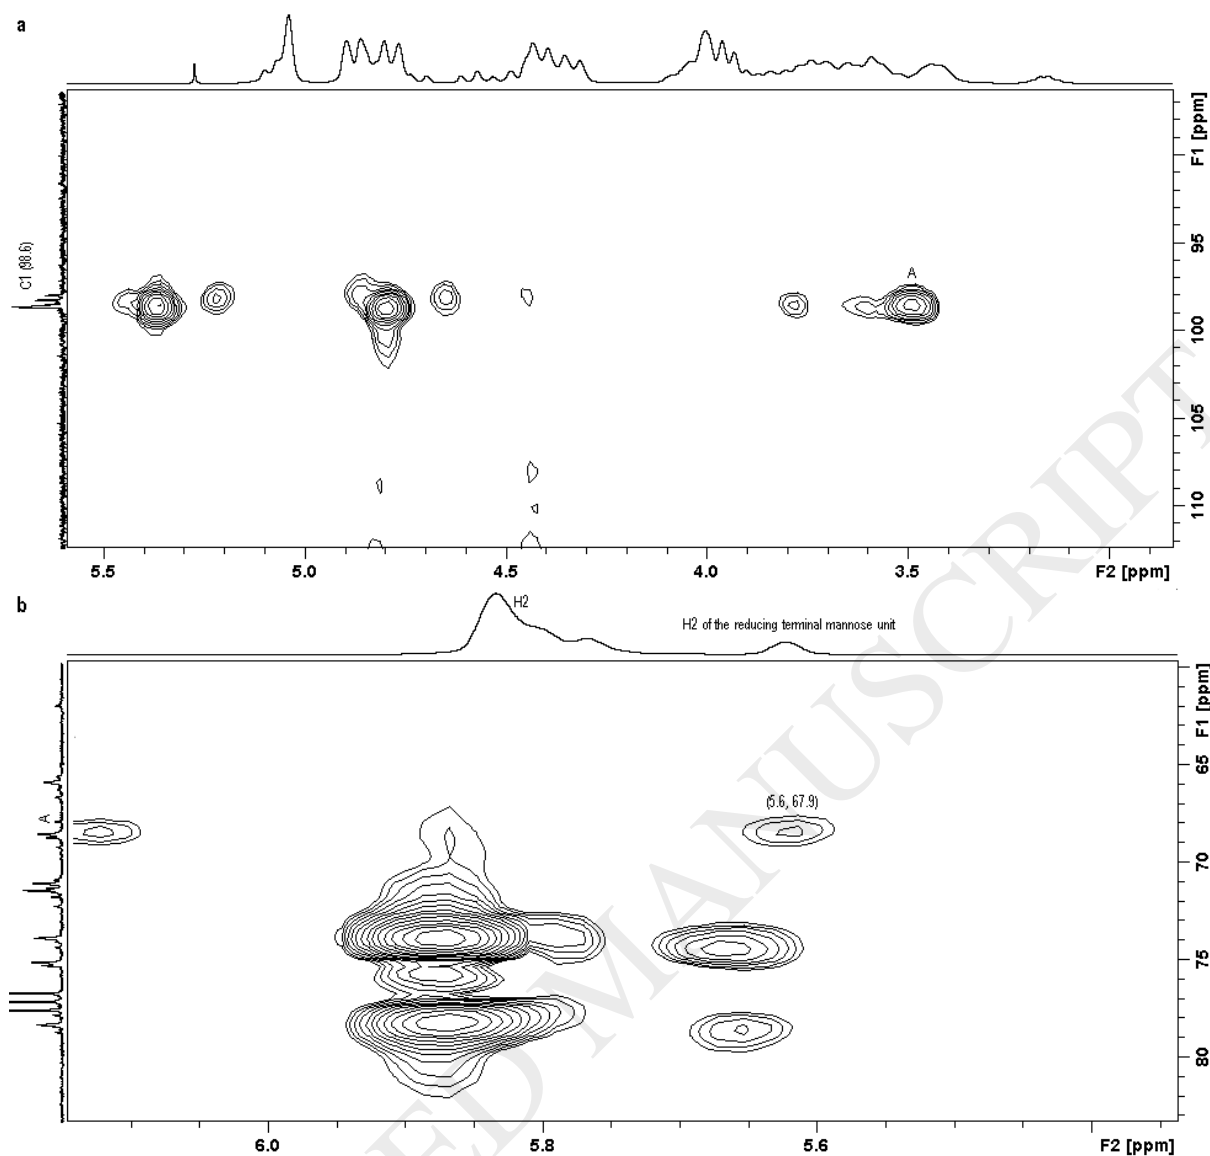 a
C1 (98.6)
A
95
100
105
110
F1 [ppm]
5.5 5.0 4.5 4.0 3.5 F2 [ppm]
b
H2
H2 of the reducing terminal mannose unit
A
(5.6, 67.9)
65
70
75
80
F1 [ppm]
6.0 5.8 5.6 F2 [ppm]
ED MANUSCRIPT